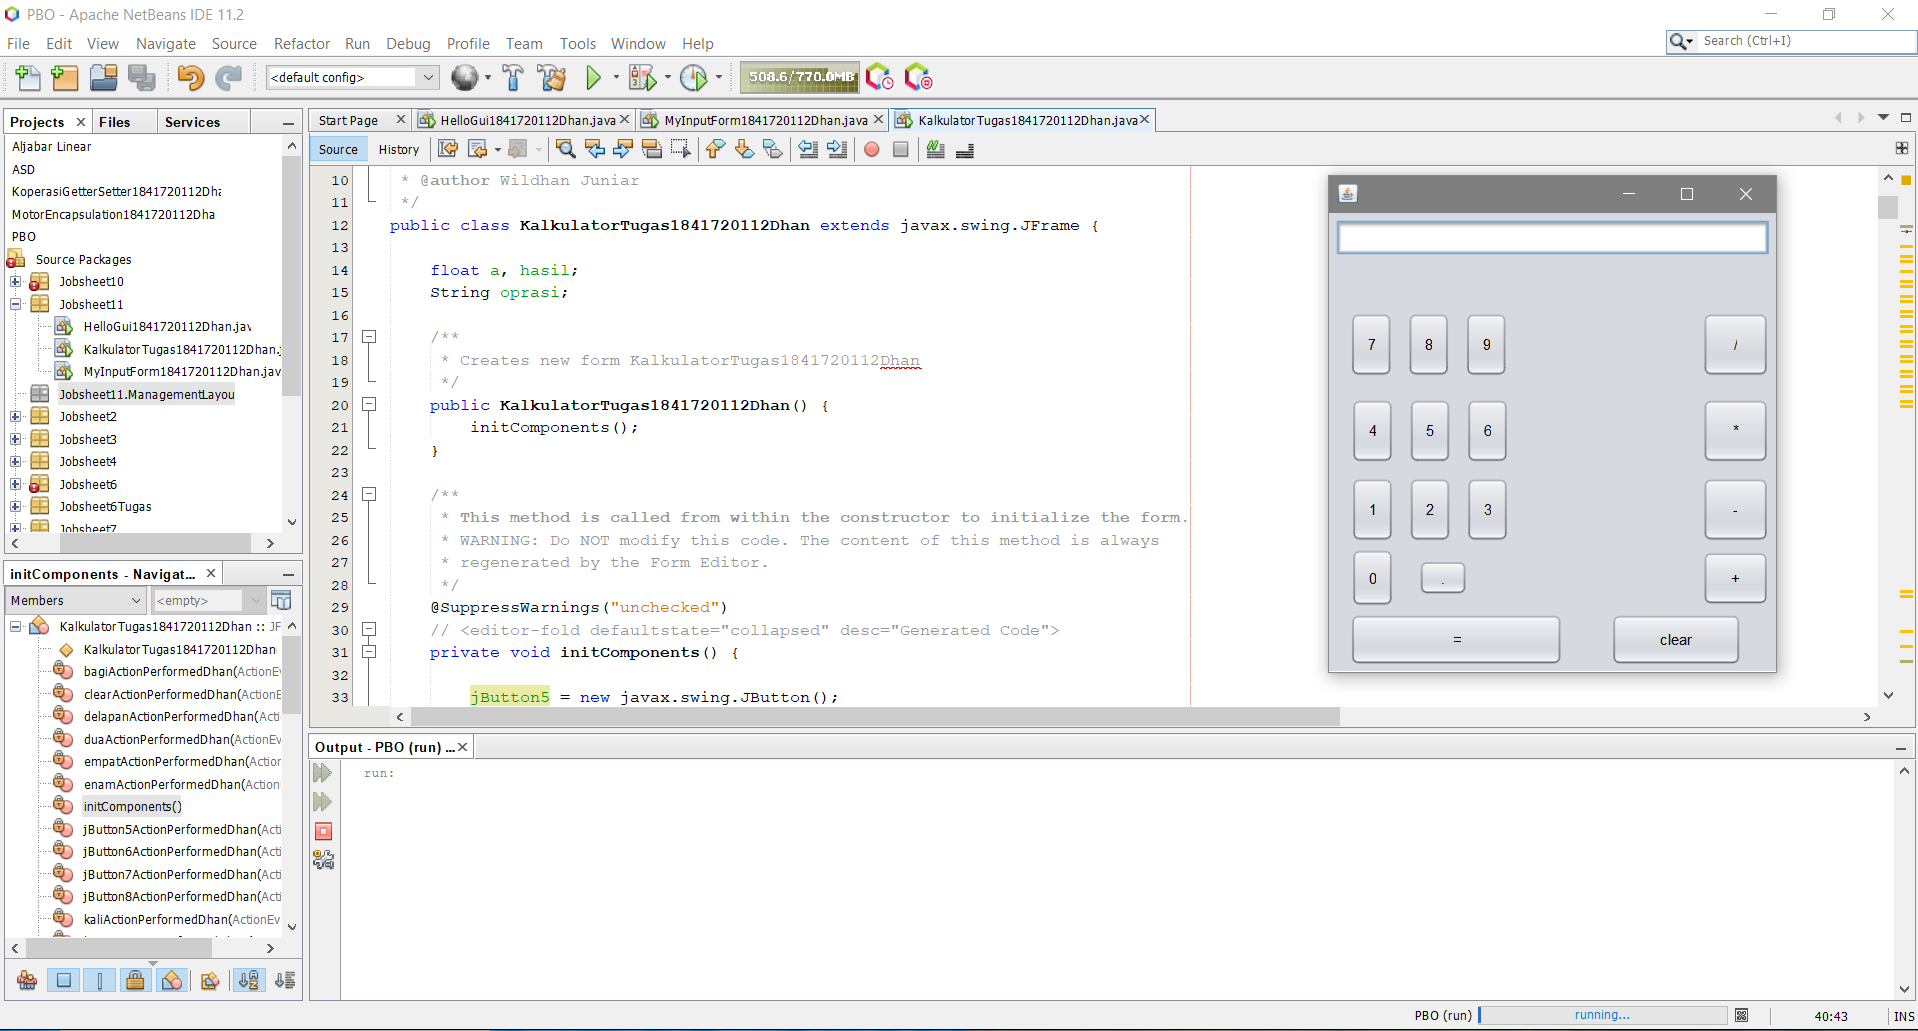 PBO - Apache NetBeans IDE 11.2
File Edit View Navigate Source Refactor Run Debug Profile Team Tools Window Help
Search (Ctrl+I)
<default config>
508.6/770.0MB
Projects Files Services
Aljabar Linear
ASD
KoperasiGetterSetter1841720112Dha
MotorEncapsulation1841720112Dha
PBO
Source Packages
Jobsheet10
Jobsheet11
HelloGui1841720112Dhan.jav
KalkulatorTugas1841720112Dhan.j
MyInputForm1841720112Dhan.jav
Jobsheet11.ManagementLayou
Jobsheet2
Jobsheet3
Jobsheet4
Jobsheet6
Jobsheet6Tugas
Jobsheet7
initComponents - Navigat...
Members <empty>
KalkulatorTugas1841720112Dhan :: JF
KalkulatorTugas1841720112Dhan
bagiActionPerformedDhan(ActionEv
clearActionPerformedDhan(ActionE
delapanActionPerformedDhan(Acti
duaActionPerformedDhan(ActionEv
empatActionPerformedDhan(Action
enamActionPerformedDhan(Action
initComponents()
jButton5ActionPerformedDhan(Acti
jButton6ActionPerformedDhan(Acti
jButton7ActionPerformedDhan(Acti
jButton8ActionPerformedDhan(Acti
kaliActionPerformedDhan(ActionEv
Start Page HelloGui1841720112Dhan.java MyInputForm1841720112Dhan.java KalkulatorTugas1841720112Dhan.java
Source History
10 * @author Wildhan Juniar
11 */
12 public class KalkulatorTugas1841720112Dhan extends javax.swing.JFrame {
13
14 float a, hasil;
15 String oprasi;
16
17 /**
18 * Creates new form KalkulatorTugas1841720112Dhan
19 */
20 public KalkulatorTugas1841720112Dhan() {
21 initComponents();
22 }
23
24 /**
25 * This method is called from within the constructor to initialize the form.
26 * WARNING: Do NOT modify this code. The content of this method is always
27 * regenerated by the Form Editor.
28 */
29 @SuppressWarnings("unchecked")
30 // <editor-fold defaultstate="collapsed" desc="Generated Code">
31 private void initComponents() {
32
33 jButton5 = new javax.swing.JButton();
7 8 9 /
4 5 6 *
1 2 3 -
0 . +
= clear
Output - PBO (run) ...
run:
PBO (run) running... 40:43 INS